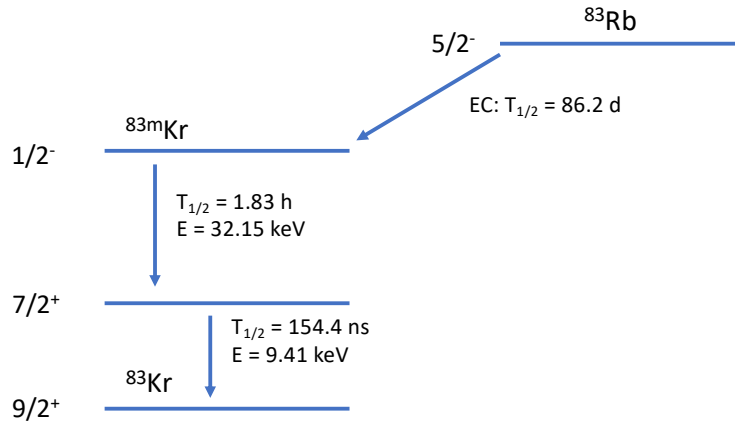 ⁸³Rb
5/2⁻
EC: T₁/₂ = 86.2 d
⁸³ᵐKr
1/2⁻
T₁/₂ = 1.83 h
E = 32.15 keV
7/2⁺
T₁/₂ = 154.4 ns
E = 9.41 keV
⁸³Kr
9/2⁺